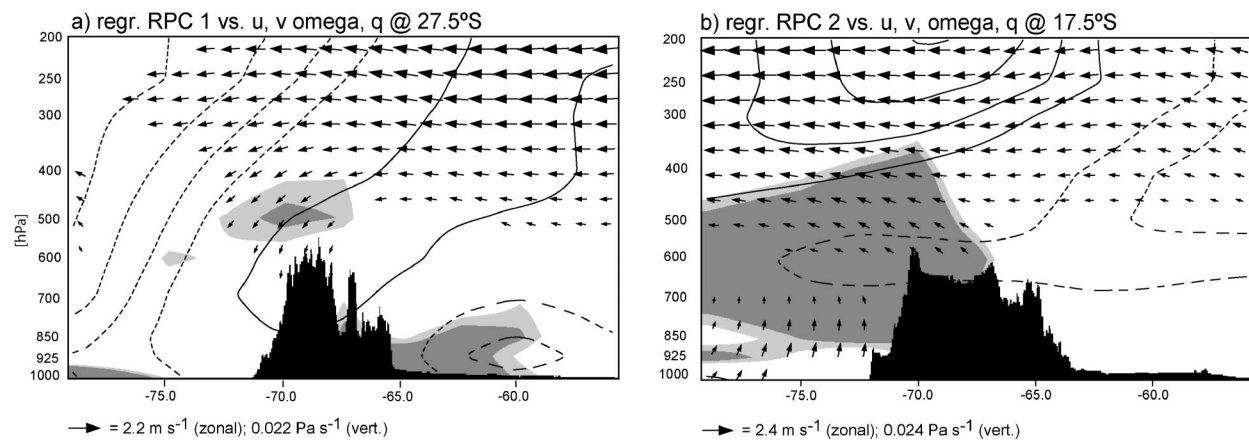 a) regr. RPC 1 vs. u, v omega, q @ 27.5ºS
200
250
300
400
500
600
700
850
925
1000
[hPa]
-75.0 -70.0 -65.0 -60.0
= 2.2 m s⁻¹ (zonal); 0.022 Pa s⁻¹ (vert.)
b) regr. RPC 2 vs. u, v, omega, q @ 17.5ºS
200
250
300
400
500
600
700
850
925
1000
-75.0 -70.0 -65.0 -60.0
= 2.4 m s⁻¹ (zonal); 0.024 Pa s⁻¹ (vert.)